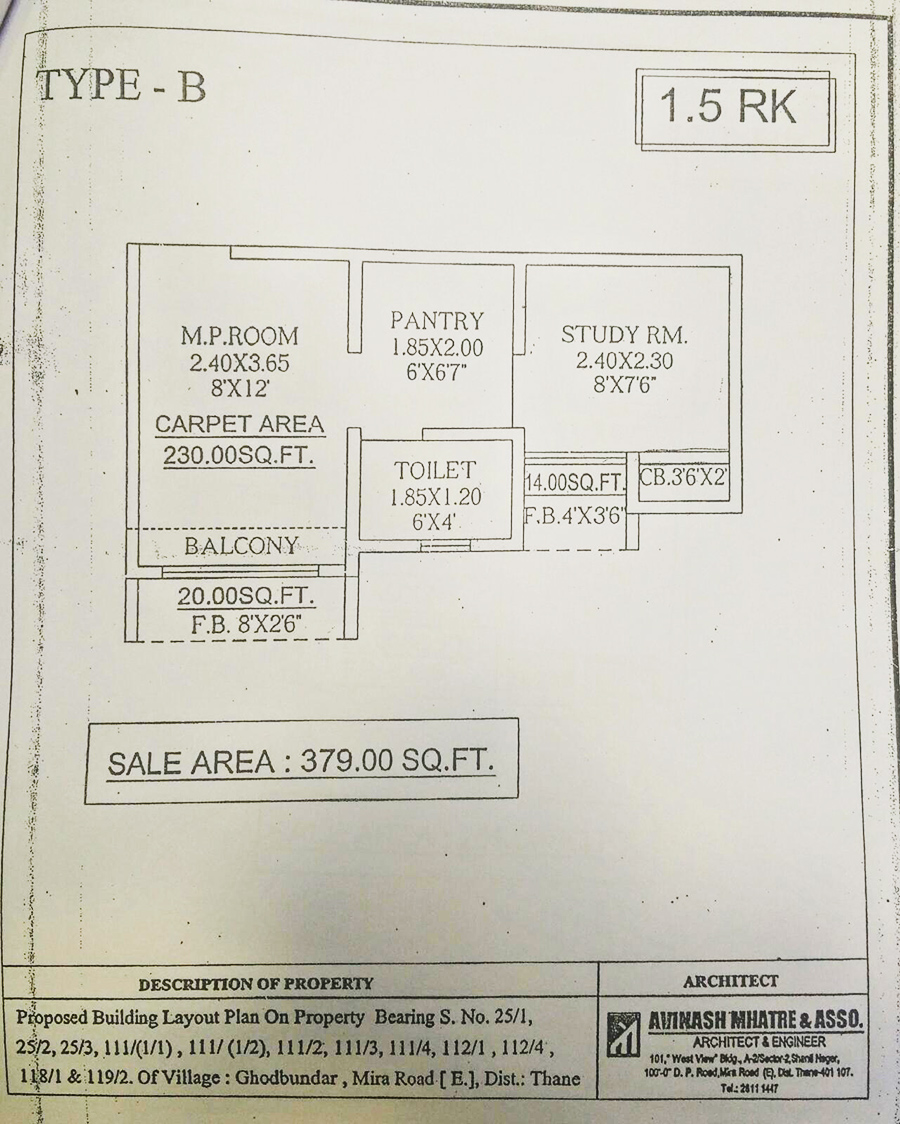 TYPE - B
1.5 RK
M.P.ROOM
2.40X3.65
8'X12'
CARPET AREA
230.00SQ.FT.
PANTRY
1.85X2.00
6'X6'7"
STUDY RM.
2.40X2.30
8'X7'6"
TOILET
1.85X1.20
6'X4'
14.00SQ.FT.
F.B.4'X3'6"
CB.3'6'X2'
BALCONY
20.00SQ.FT.
F.B. 8'X2'6"
SALE AREA : 379.00 SQ.FT.
DESCRIPTION OF PROPERTY
Proposed Building Layout Plan On Property Bearing S. No. 25/1,
25/2, 25/3, 111/(1/1) , 111/ (1/2), 111/2, 111/3, 111/4, 112/1 , 112/4 ,
118/1 & 119/2. Of Village : Ghodbundar , Mira Road [ E.], Dist.: Thane
ARCHITECT
AVINASH MHATRE & ASSO.
ARCHITECT & ENGINEER
101," West View" Bldg., A-2/Sector-2,Shanti Nagar,
100'-0" D. P. Road,Mira Road (E). Dist. Thane-401 107.
Tel.: 2811 1447